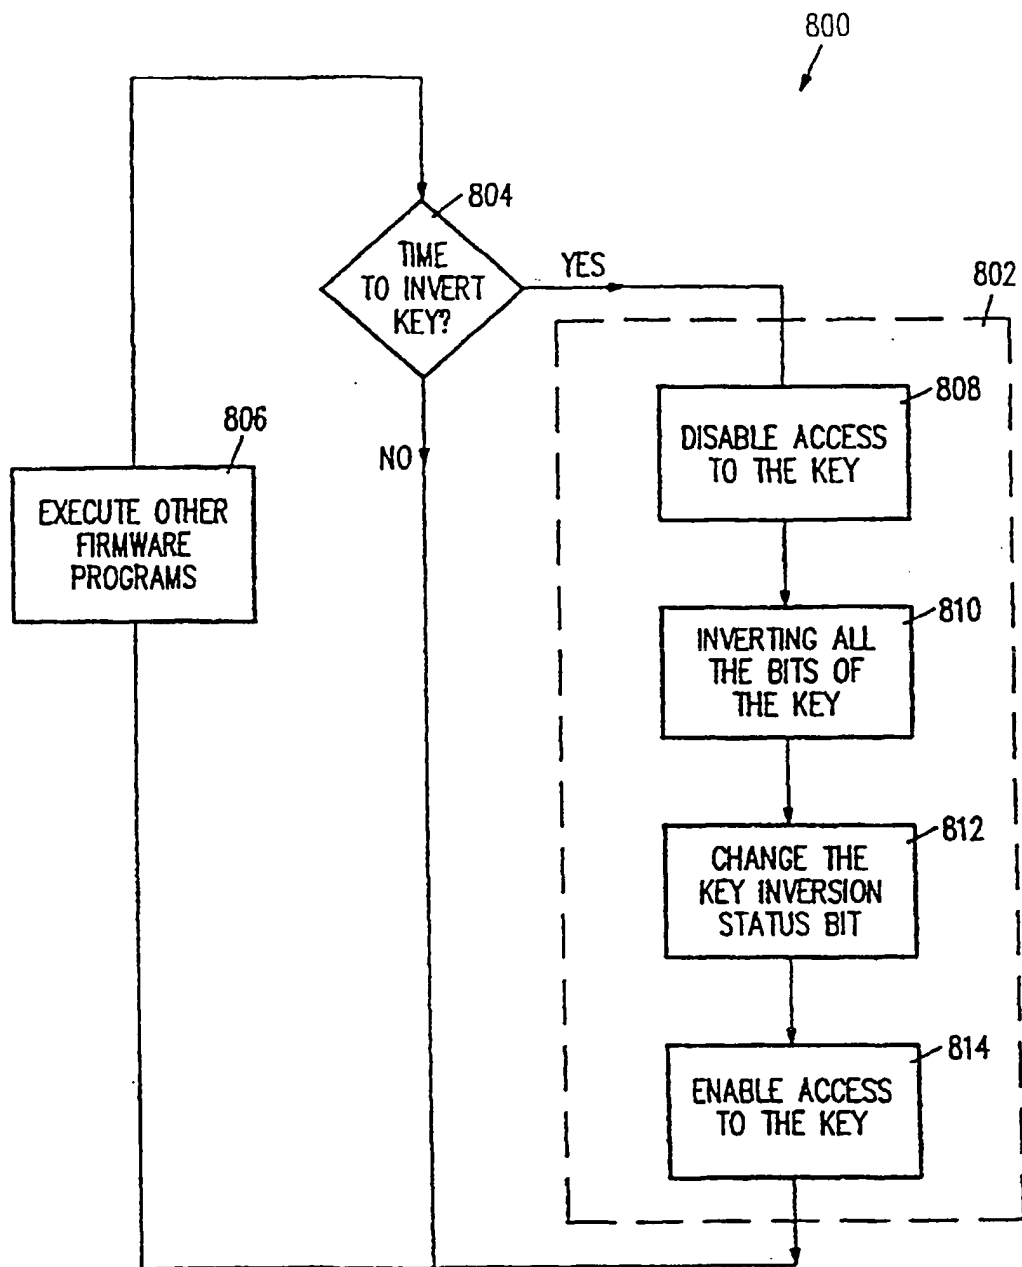 800
804
TIME
TO INVERT
KEY?
YES
802
808
DISABLE ACCESS
TO THE KEY
NO
806
EXECUTE OTHER
FIRMWARE
PROGRAMS
810
INVERTING ALL
THE BITS OF
THE KEY
812
CHANGE THE
KEY INVERSION
STATUS BIT
814
ENABLE ACCESS
TO THE KEY